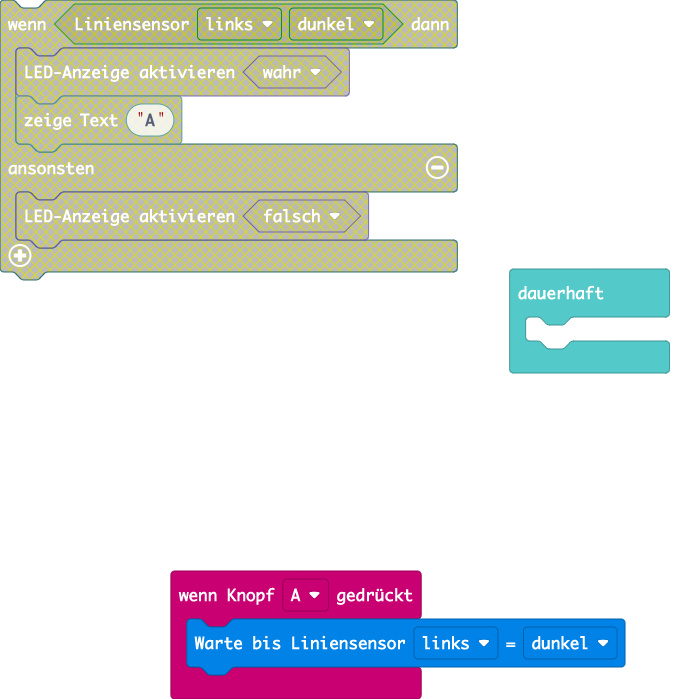 wenn Liniensensor links dunkel dann
LED-Anzeige aktivieren wahr
zeige Text "A"
ansonsten
LED-Anzeige aktivieren falsch
dauerhaft
wenn Knopf A gedrückt
Warte bis Liniensensor links = dunkel